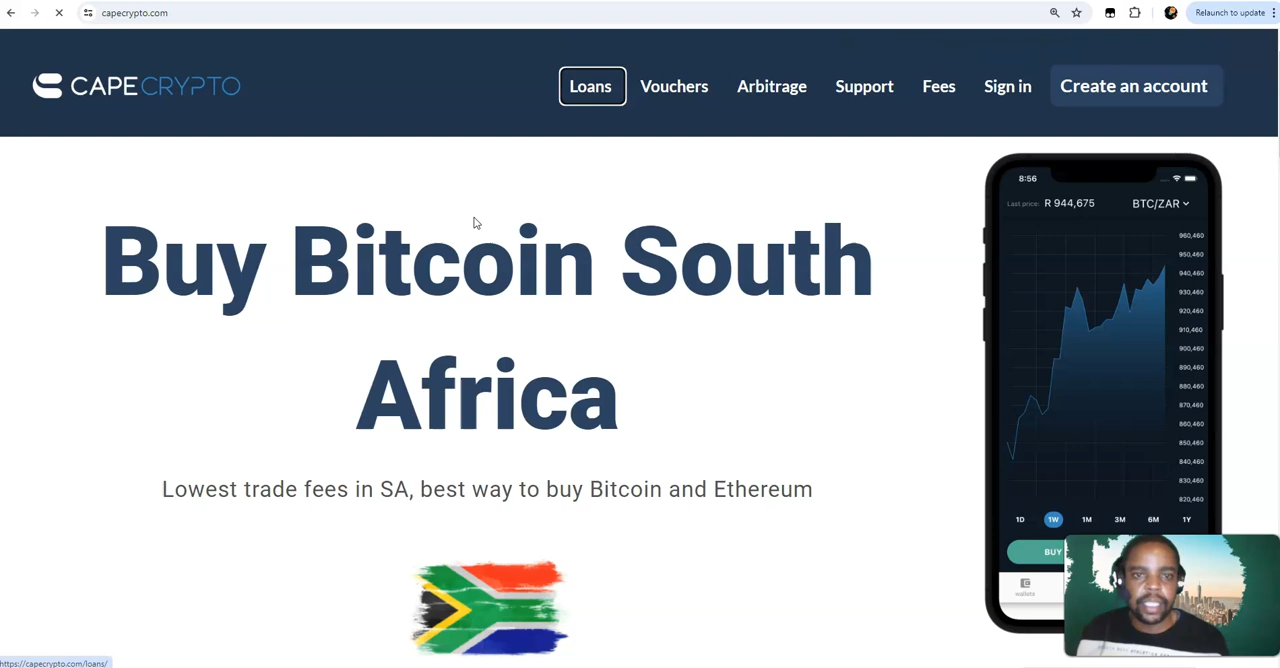 capecrypto.com
Relaunch to update
CAPECRYPTO
Loans
Vouchers
Arbitrage
Support
Fees
Sign in
Create an account
Buy Bitcoin South
Africa
Lowest trade fees in SA, best way to buy Bitcoin and Ethereum
8:56
Last price: R 944,675
BTC/ZAR
960,460
950,460
940,460
930,460
920,460
910,460
900,460
890,460
880,460
870,460
860,460
850,460
840,460
830,460
820,460
1D 1W 1M 3M 6M 1Y
BUY
wallets
https://capecrypto.com/loans/